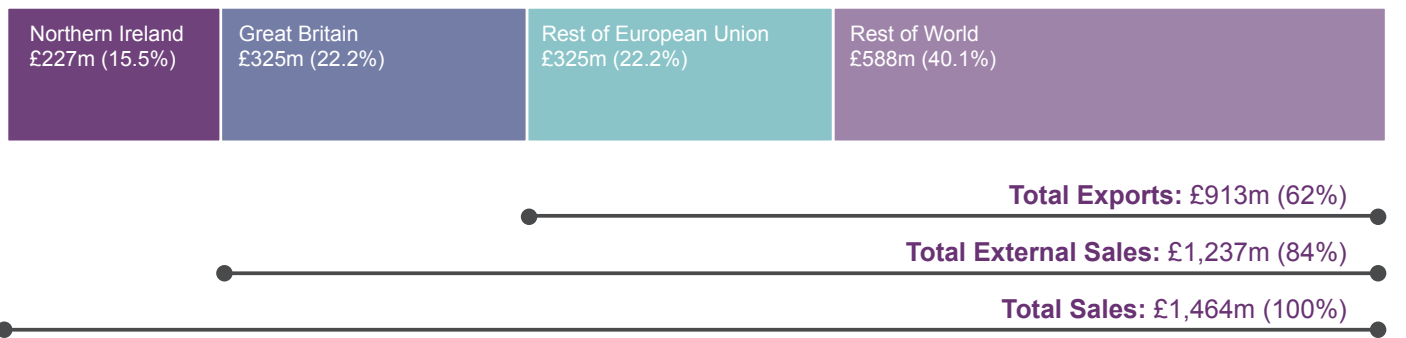 Northern Ireland
£227m (15.5%)
Great Britain
£325m (22.2%)
Rest of European Union
£325m (22.2%)
Rest of World
£588m (40.1%)
Total Exports: £913m (62%)
Total External Sales: £1,237m (84%)
Total Sales: £1,464m (100%)